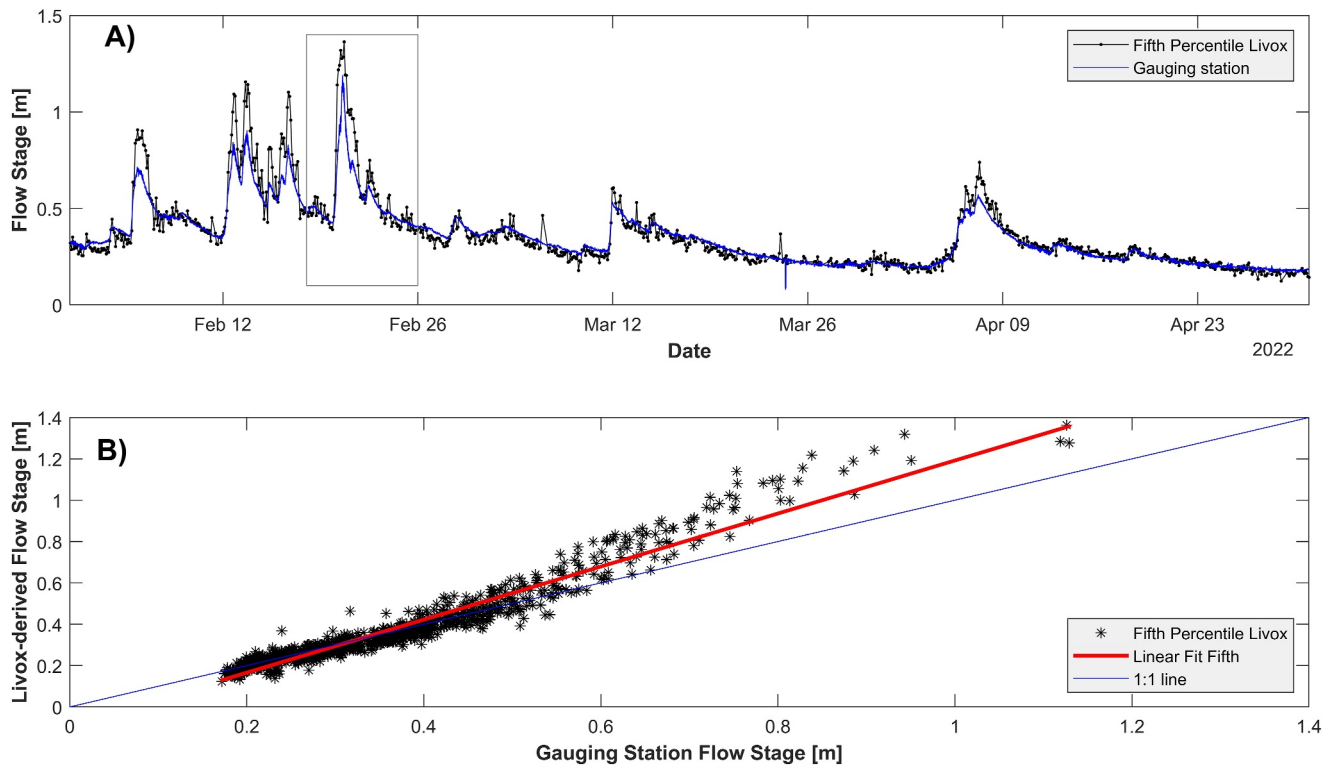 A)
Flow Stage [m]
1.5
1
0.5
0
Fifth Percentile Livox
Gauging station
Feb 12
Feb 26
Mar 12
Mar 26
Apr 09
Apr 23
Date
2022
B)
Livox-derived Flow Stage [m]
1.4
1.2
1
0.8
0.6
0.4
0.2
0
Fifth Percentile Livox
Linear Fit Fifth
1:1 line
0
0.2
0.4
0.6
0.8
1
1.2
1.4
Gauging Station Flow Stage [m]